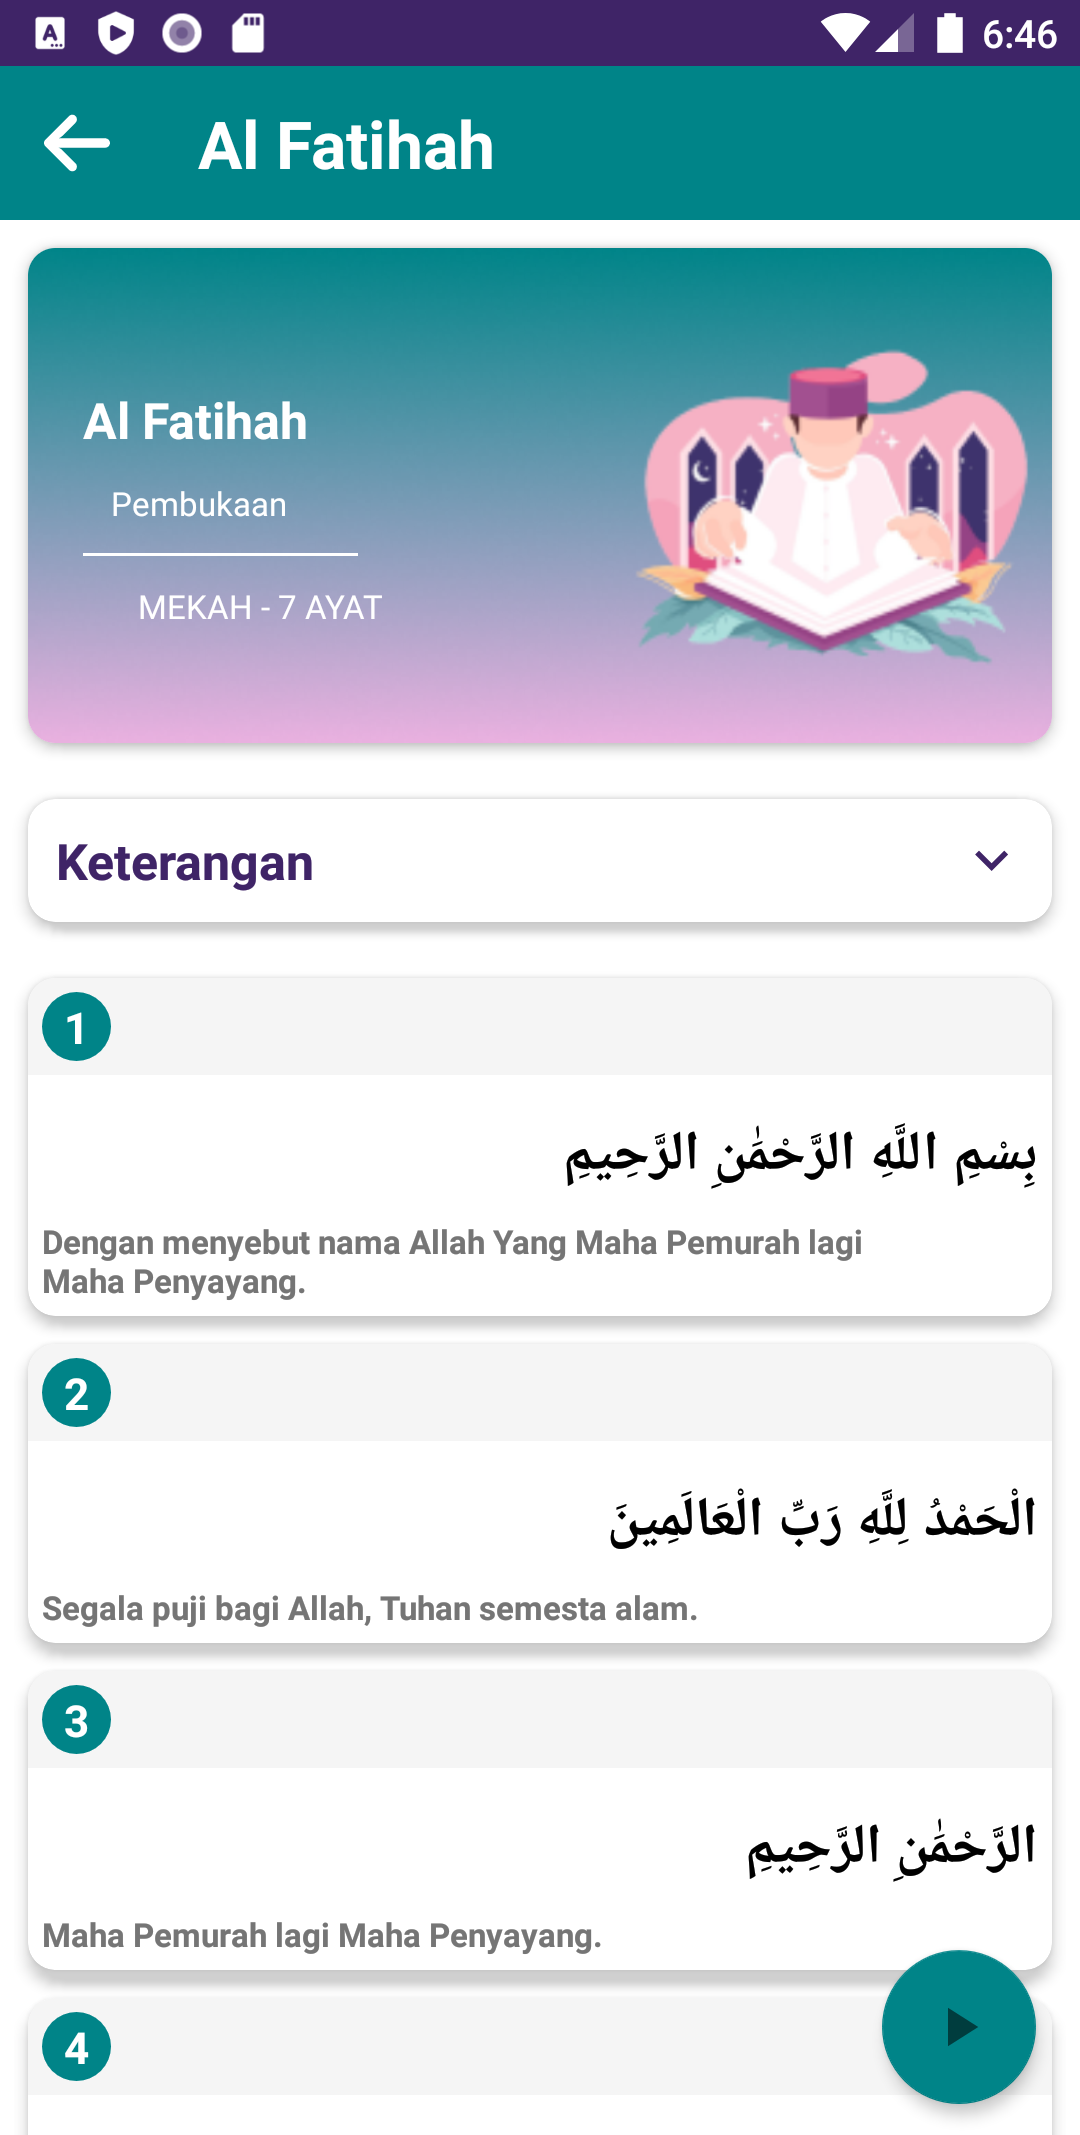 6:46
Al Fatihah
Al Fatihah
Pembukaan
MEKAH - 7 AYAT
Keterangan
1
بِسْمِ اللَّهِ الرَّحْمَٰنِ الرَّحِيمِ
Dengan menyebut nama Allah Yang Maha Pemurah lagi
Maha Penyayang.
2
الْحَمْدُ لِلَّهِ رَبِّ الْعَالَمِينَ
Segala puji bagi Allah, Tuhan semesta alam.
3
الرَّحْمَٰنِ الرَّحِيمِ
Maha Pemurah lagi Maha Penyayang.
4